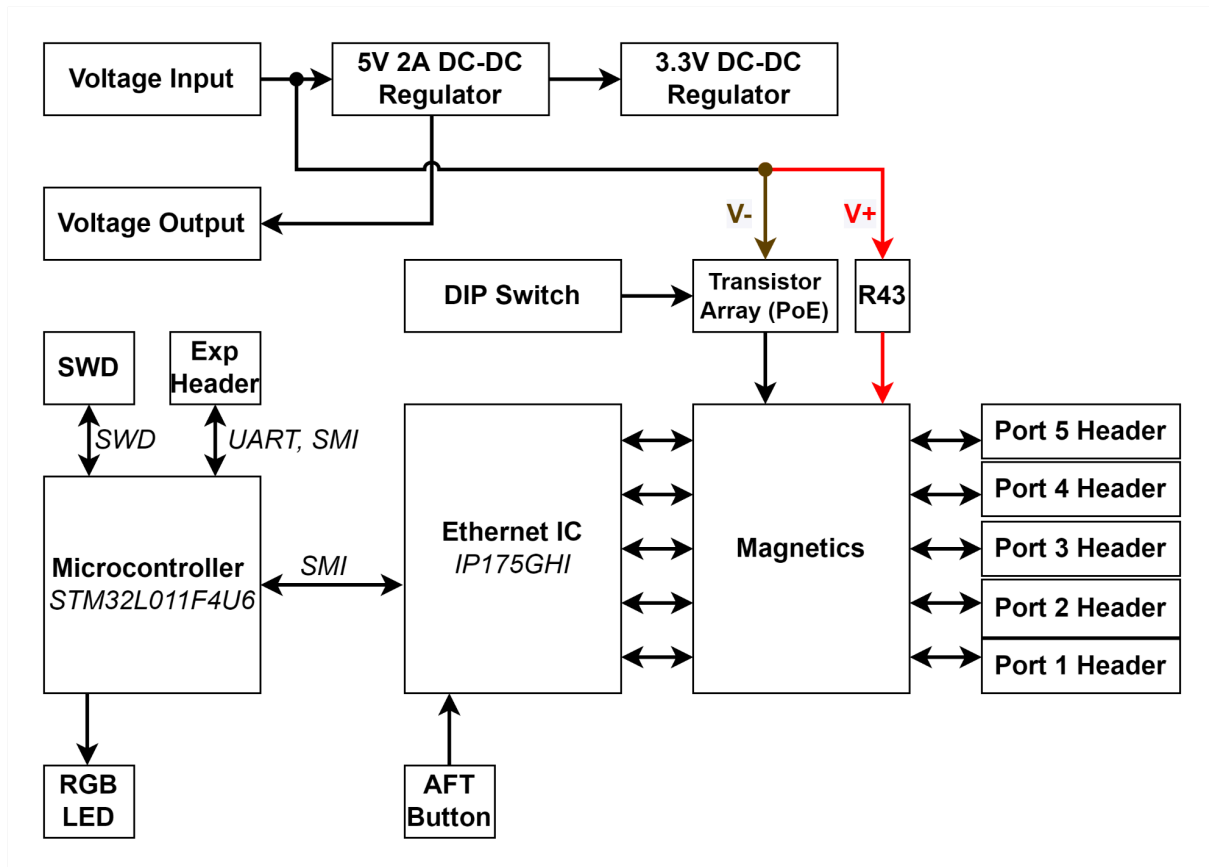 Voltage Input
5V 2A DC-DC
Regulator
3.3V DC-DC
Regulator
Voltage Output
V-
V+
DIP Switch
Transistor
Array (PoE)
R43
SWD
Exp
Header
SWD
UART, SMI
Microcontroller
STM32L011F4U6
SMI
Ethernet IC
IP175GHI
Magnetics
Port 5 Header
Port 4 Header
Port 3 Header
Port 2 Header
Port 1 Header
RGB
LED
AFT
Button